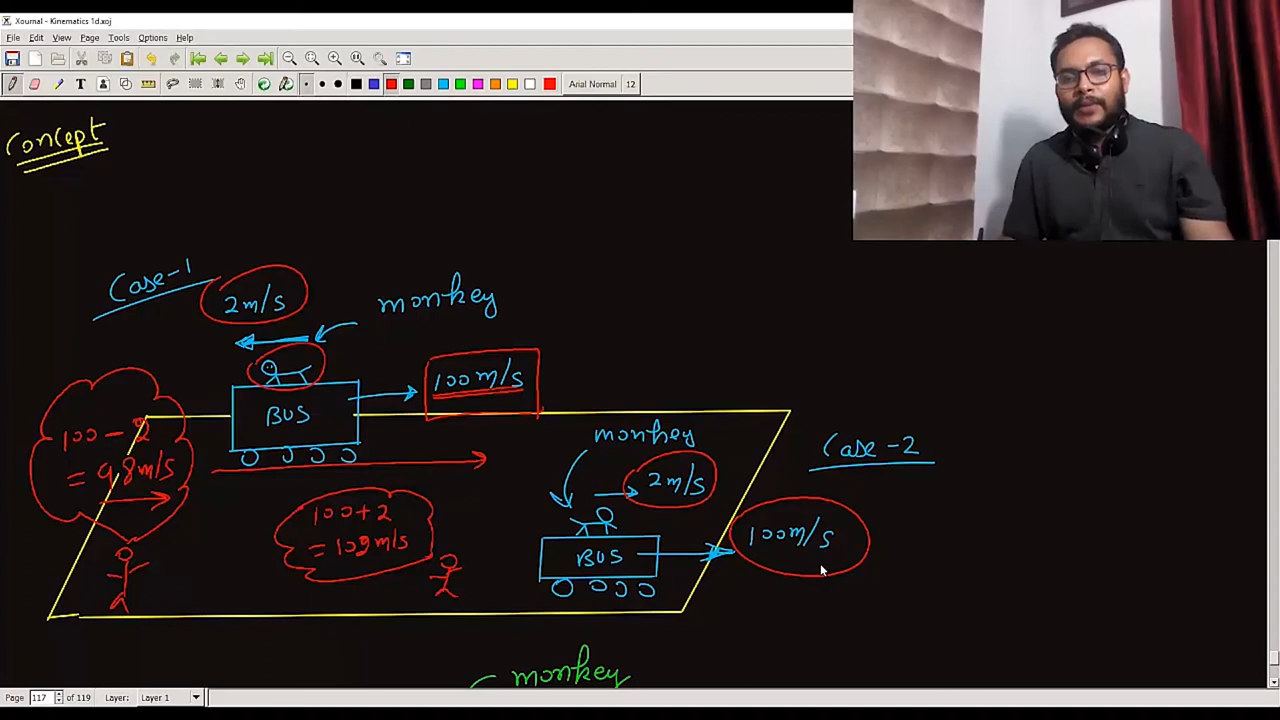 Xournal - Kinematics 1d.xoj
File Edit View Page Tools Options Help
Arial Normal 12
Concept
Case-1
2m/s
monkey
100m/s
BUS
100-2
= 98m/s
100+2
= 102m/s
monkey
2m/s
Case-2
100m/s
BUS
monkey
Page 117 of 119 Layer: Layer 1